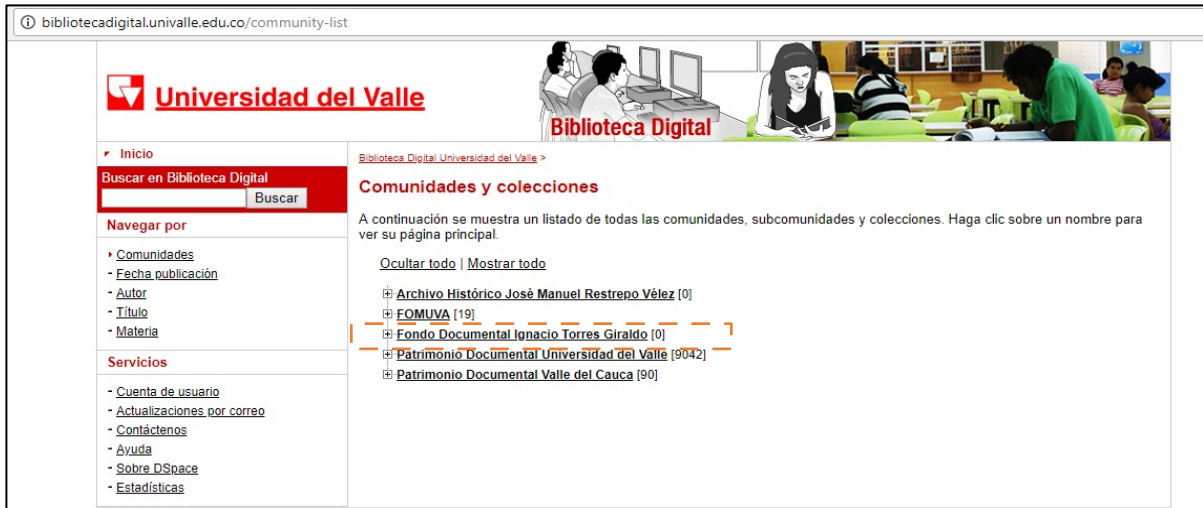 bibliotecadigital.univalle.edu.co/community-list
Universidad del Valle
Biblioteca Digital
Inicio
Buscar en Biblioteca Digital
Buscar
Navegar por
Comunidades
- Fecha publicación
- Autor
- Título
- Materia
Servicios
- Cuenta de usuario
- Actualizaciones por correo
- Contáctenos
- Ayuda
- Sobre DSpace
- Estadísticas
Biblioteca Digital Universidad del Valle >
Comunidades y colecciones
A continuación se muestra un listado de todas las comunidades, subcomunidades y colecciones. Haga clic sobre un nombre para
ver su página principal.
Ocultar todo | Mostrar todo
Archivo Histórico José Manuel Restrepo Vélez [0]
FOMUVA [19]
Fondo Documental Ignacio Torres Giraldo [0]
Patrimonio Documental Universidad del Valle [9042]
Patrimonio Documental Valle del Cauca [90]